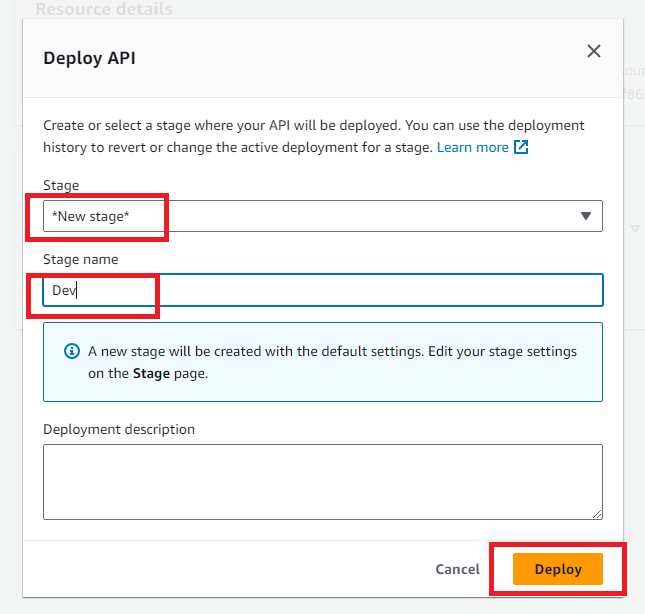 Resource details
Deploy API
Create or select a stage where your API will be deployed. You can use the deployment
history to revert or change the active deployment for a stage. Learn more
Stage
*New stage*
Stage name
Dev
A new stage will be created with the default settings. Edit your stage settings
on the Stage page.
Deployment description
Cancel
Deploy